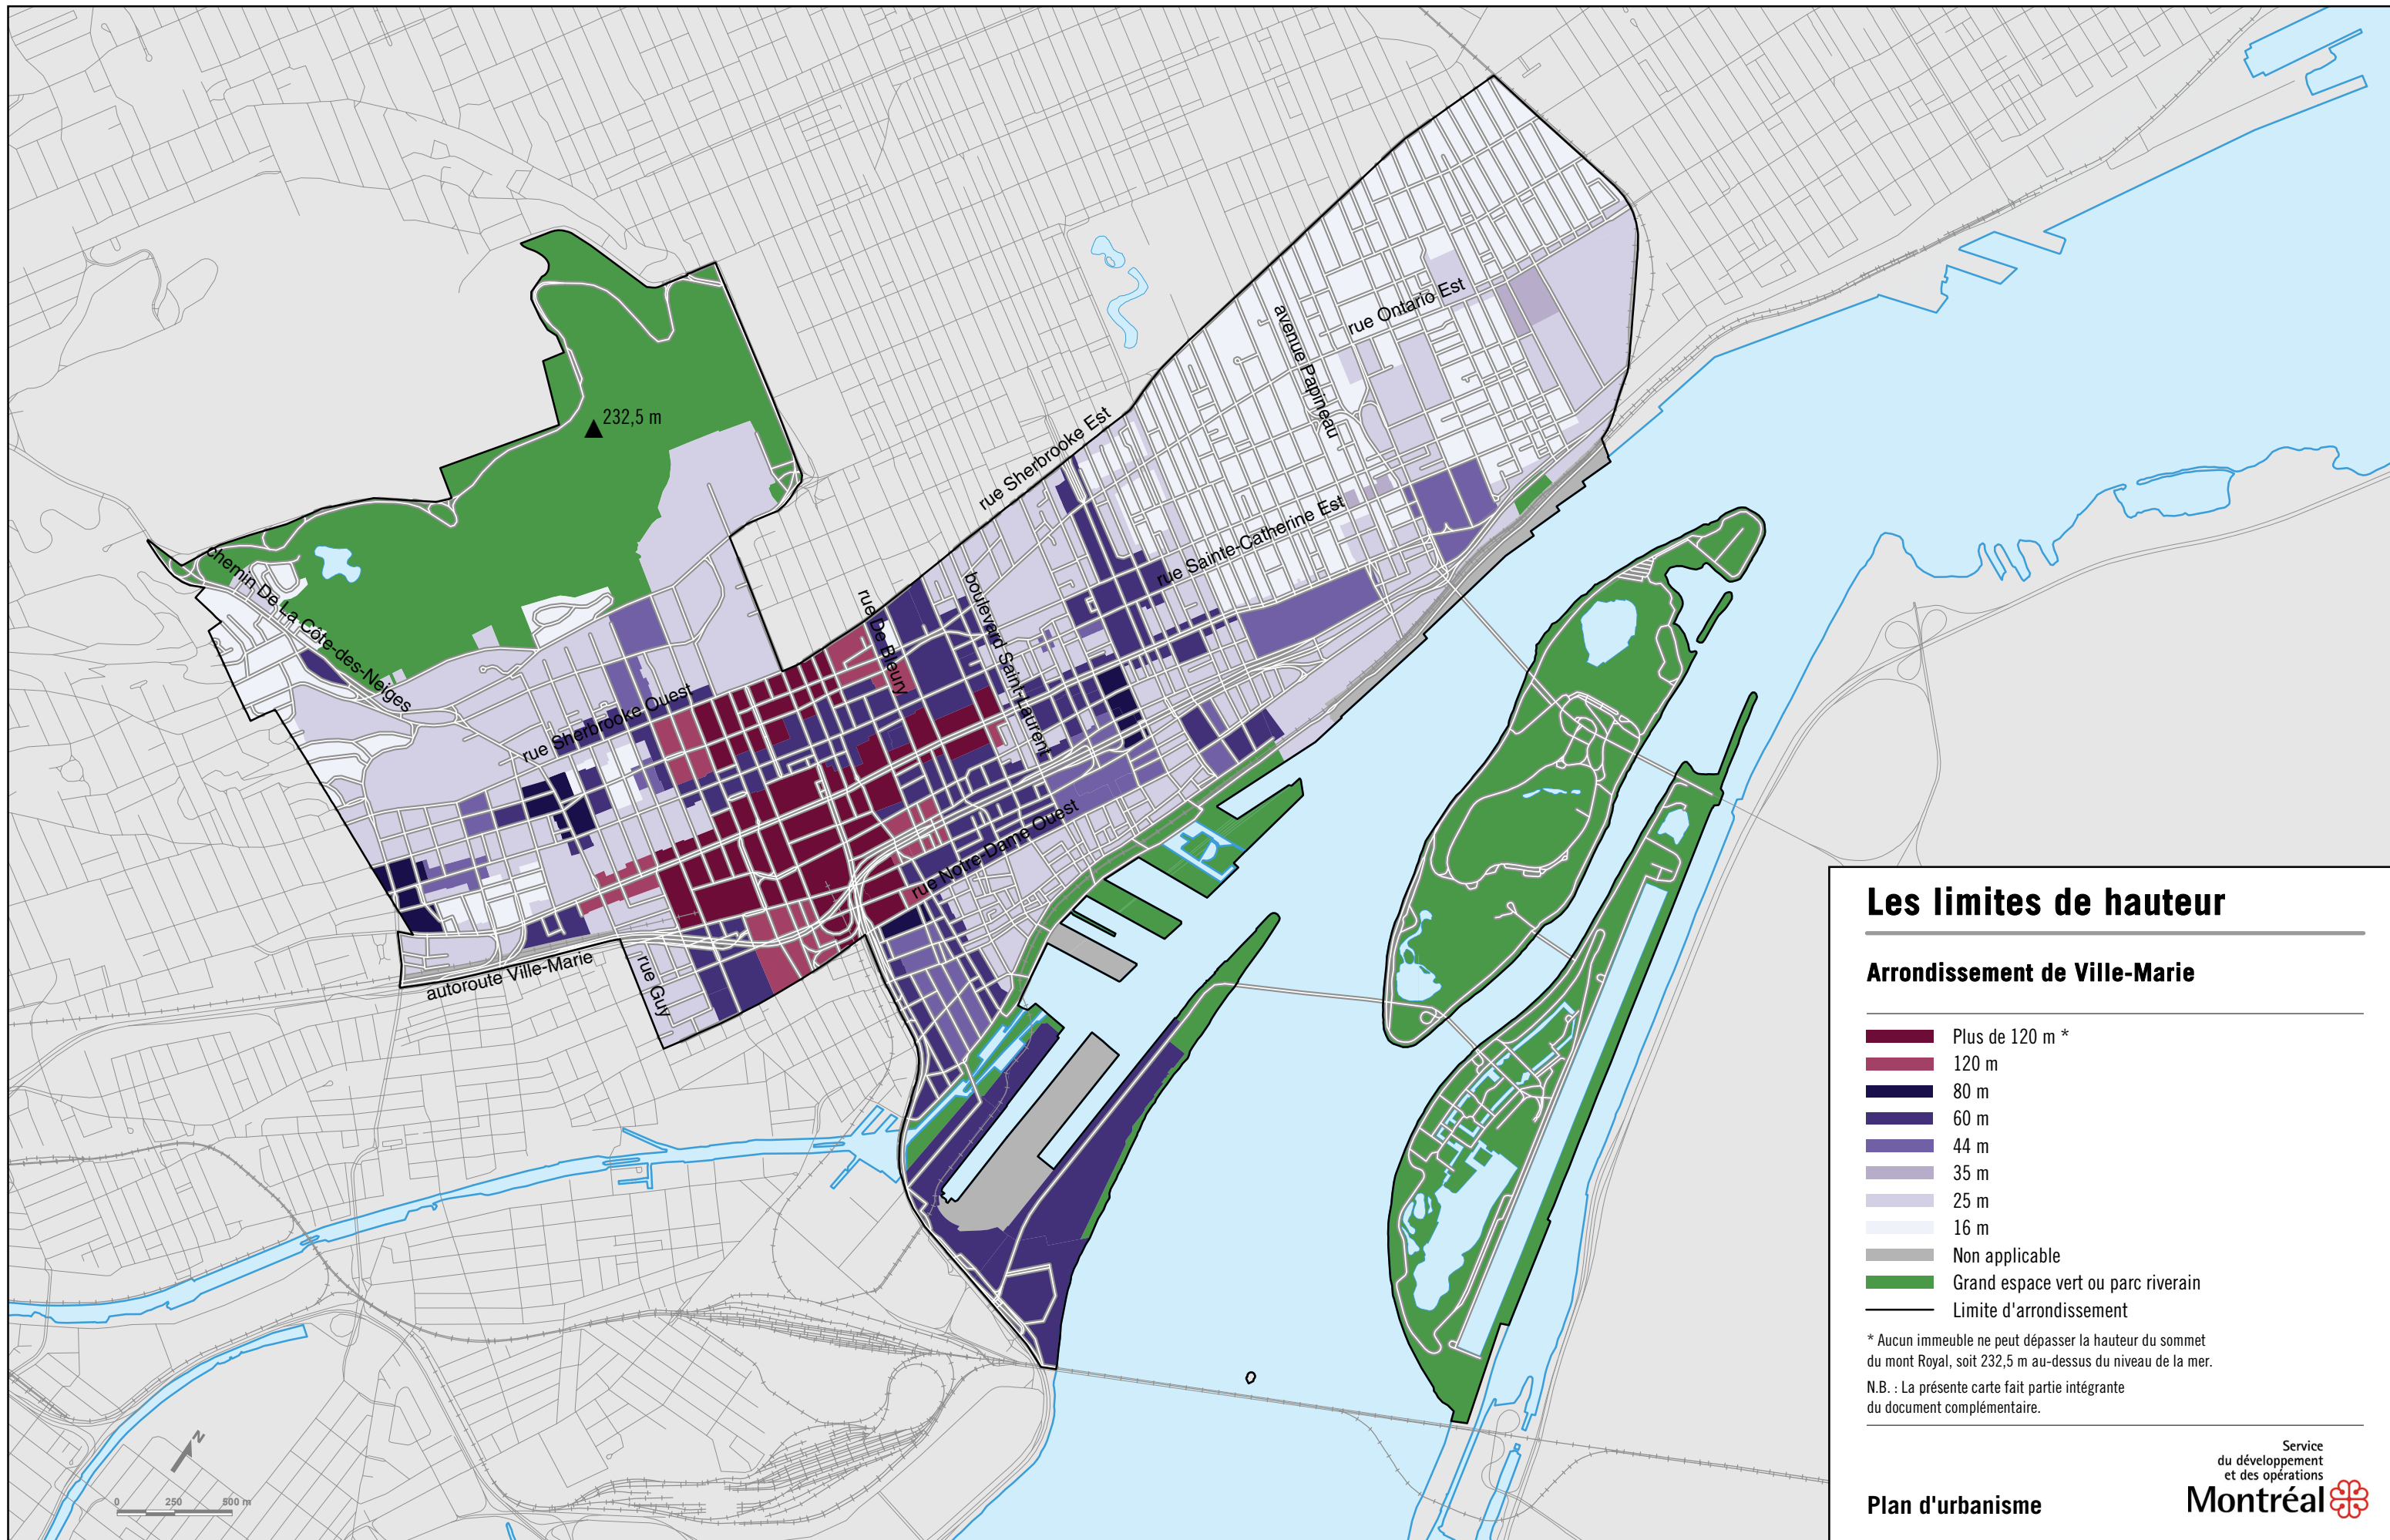 232,5 m
chemin De La Côte-des-Neiges
rue Sherbrooke Est
avenue Papineau
rue Ontario Est
rue Sainte-Catherine Est
boulevard Saint-Laurent
rue De Bleury
rue Sherbrooke Ouest
rue Notre-Dame Ouest
autoroute Ville-Marie
rue Guy
N
0 250 500 m
Les limites de hauteur
Arrondissement de Ville-Marie
Plus de 120 m *
120 m
80 m
60 m
44 m
35 m
25 m
16 m
Non applicable
Grand espace vert ou parc riverain
Limite d'arrondissement
* Aucun immeuble ne peut dépasser la hauteur du sommet
du mont Royal, soit 232,5 m au-dessus du niveau de la mer.
N.B. : La présente carte fait partie intégrante
du document complémentaire.
Service
du développement
et des opérations
Plan d'urbanisme
Montréal